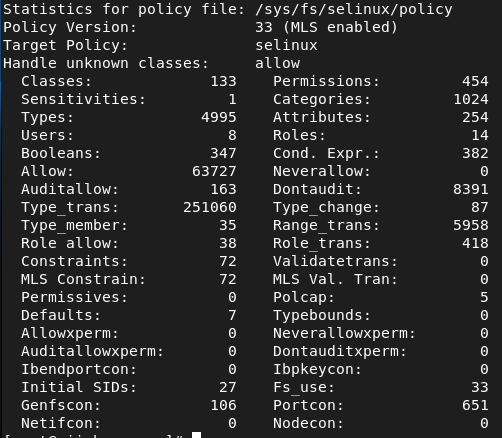 Statistics for policy file: /sys/fs/selinux/policy
Policy Version: 33 (MLS enabled)
Target Policy: selinux
Handle unknown classes: allow
Classes: 133 Permissions: 454
Sensitivities: 1 Categories: 1024
Types: 4995 Attributes: 254
Users: 8 Roles: 14
Booleans: 347 Cond. Expr.: 382
Allow: 63727 Neverallow: 0
Auditallow: 163 Dontaudit: 8391
Type_trans: 251060 Type_change: 87
Type_member: 35 Range_trans: 5958
Role allow: 38 Role_trans: 418
Constraints: 72 Validatetrans: 0
MLS Constrain: 72 MLS Val. Tran: 0
Permissives: 0 Polcap: 5
Defaults: 7 Typebounds: 0
Allowxperm: 0 Neverallowxperm: 0
Auditallowxperm: 0 Dontauditxperm: 0
Ibendportcon: 0 Ibpkeycon: 0
Initial SIDs: 27 Fs_use: 33
Genfscon: 106 Portcon: 651
Netifcon: 0 Nodecon: 0